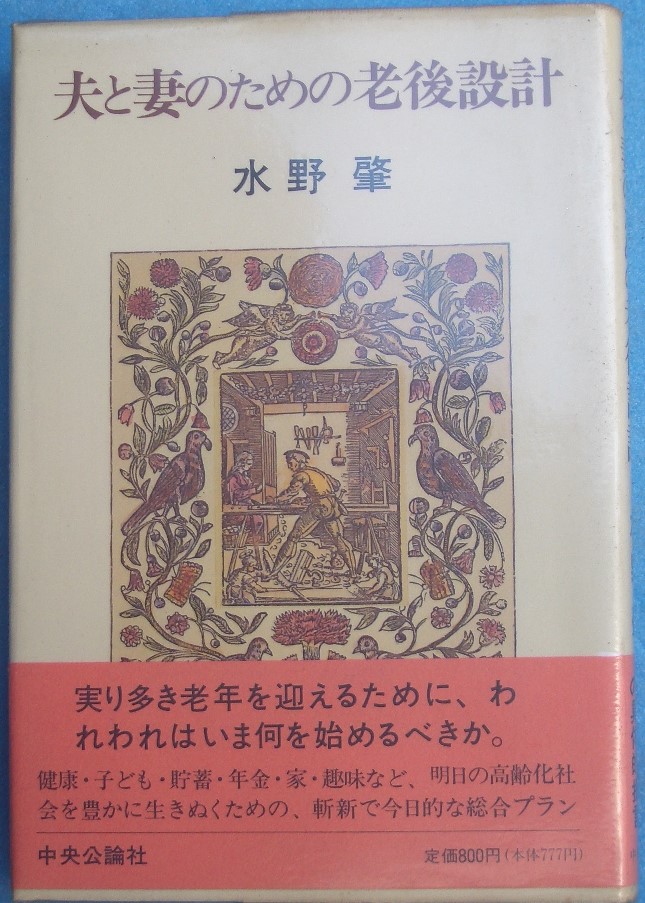 夫と妻のための老後設計
水野 肇
実り多き老年を迎えるために、わ
れわれはいま何を始めるべきか。
健康・子ども・貯蓄・年金・家・趣味など、明日の高齢化社
会を豊かに生きぬくための、斬新で今日的な総合プラン
中央公論社
定価800円(本体777円)